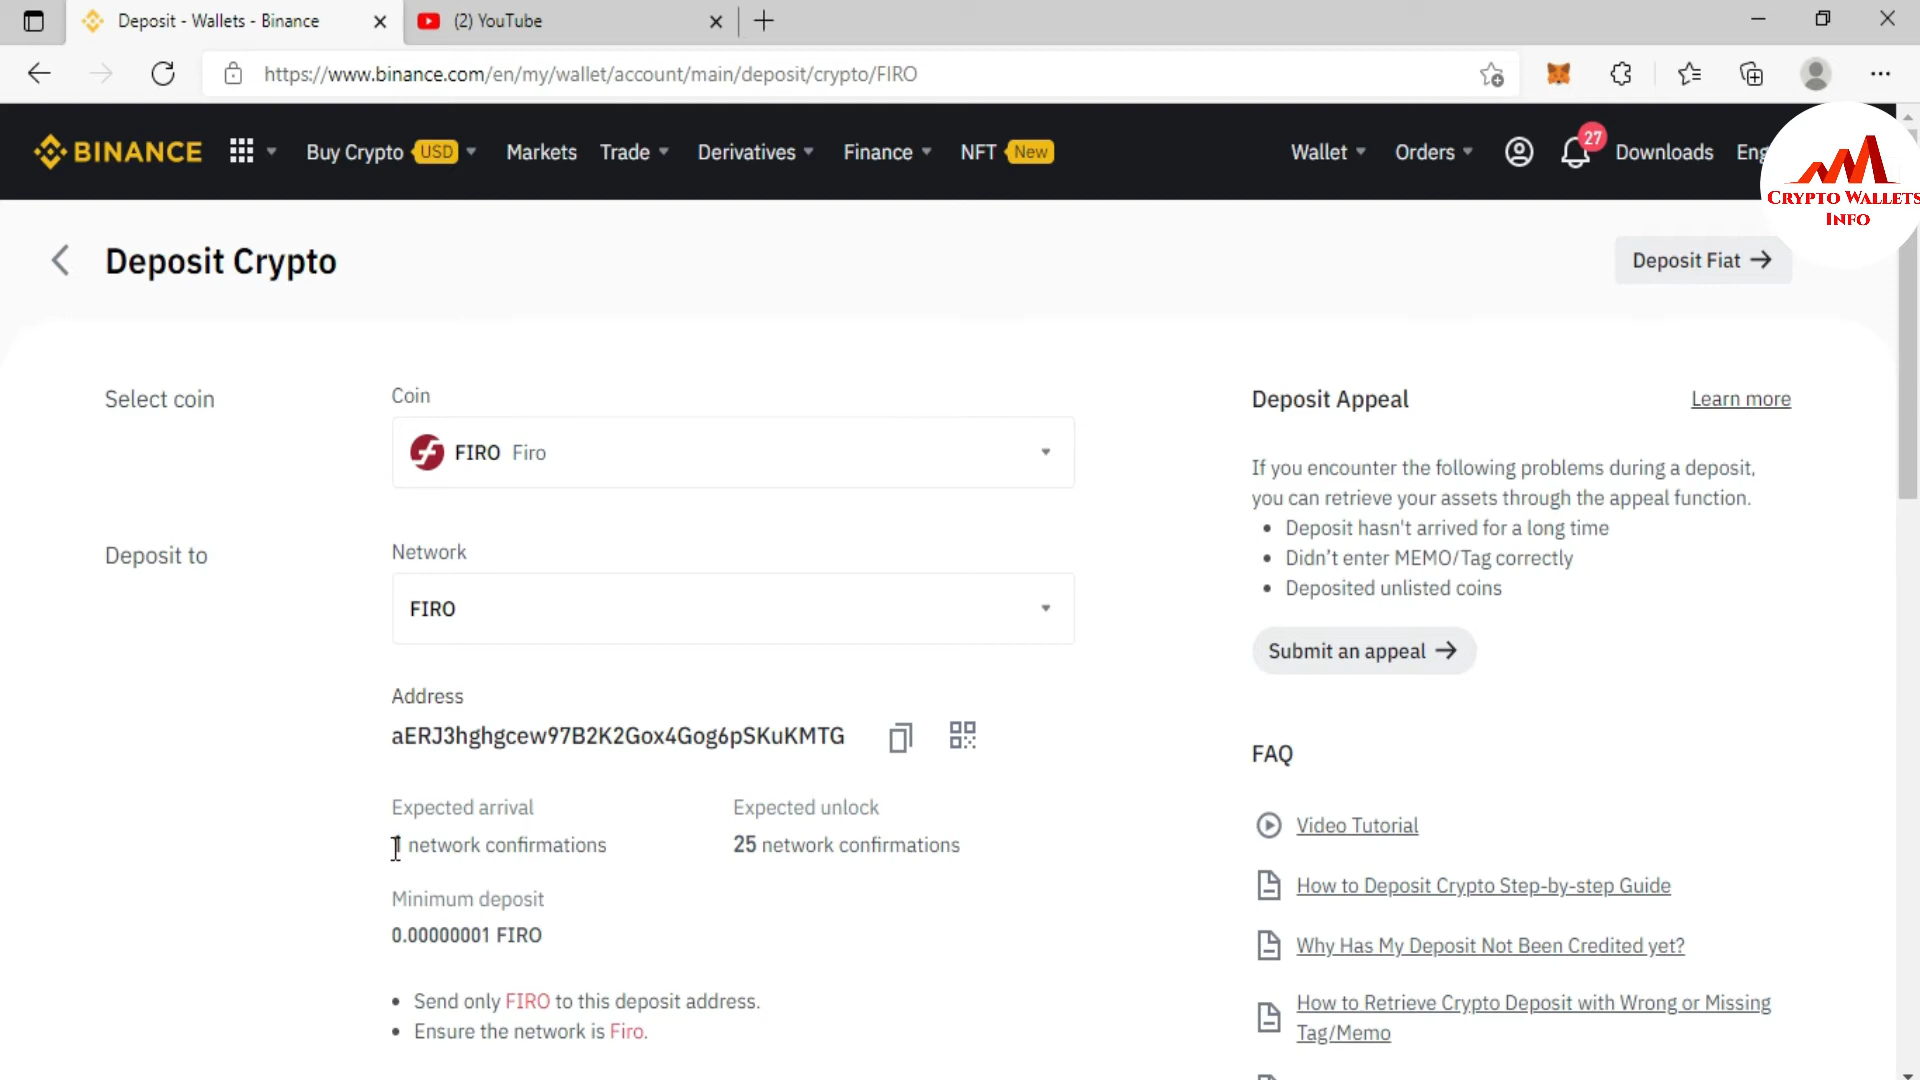 Deposit - Wallets - Binance
(2) YouTube
https://www.binance.com/en/my/wallet/account/main/deposit/crypto/FIRO
BINANCE
Buy Crypto USD
Markets
Trade
Derivatives
Finance
NFT New
Wallet
Orders
27
Downloads
Eng
CRYPTO WALLETS
INFO
Deposit Crypto
Deposit Fiat
Select coin
Coin
FIRO Firo
Deposit to
Network
FIRO
Address
aERJ3hghgcew97B2K2Gox4Gog6pSKuKMTG
Expected arrival
1 network confirmations
Expected unlock
25 network confirmations
Minimum deposit
0.00000001 FIRO
• Send only FIRO to this deposit address.
• Ensure the network is Firo.
Deposit Appeal
Learn more
If you encounter the following problems during a deposit,
you can retrieve your assets through the appeal function.
• Deposit hasn't arrived for a long time
• Didn't enter MEMO/Tag correctly
• Deposited unlisted coins
Submit an appeal
FAQ
Video Tutorial
How to Deposit Crypto Step-by-step Guide
Why Has My Deposit Not Been Credited yet?
How to Retrieve Crypto Deposit with Wrong or Missing
Tag/Memo